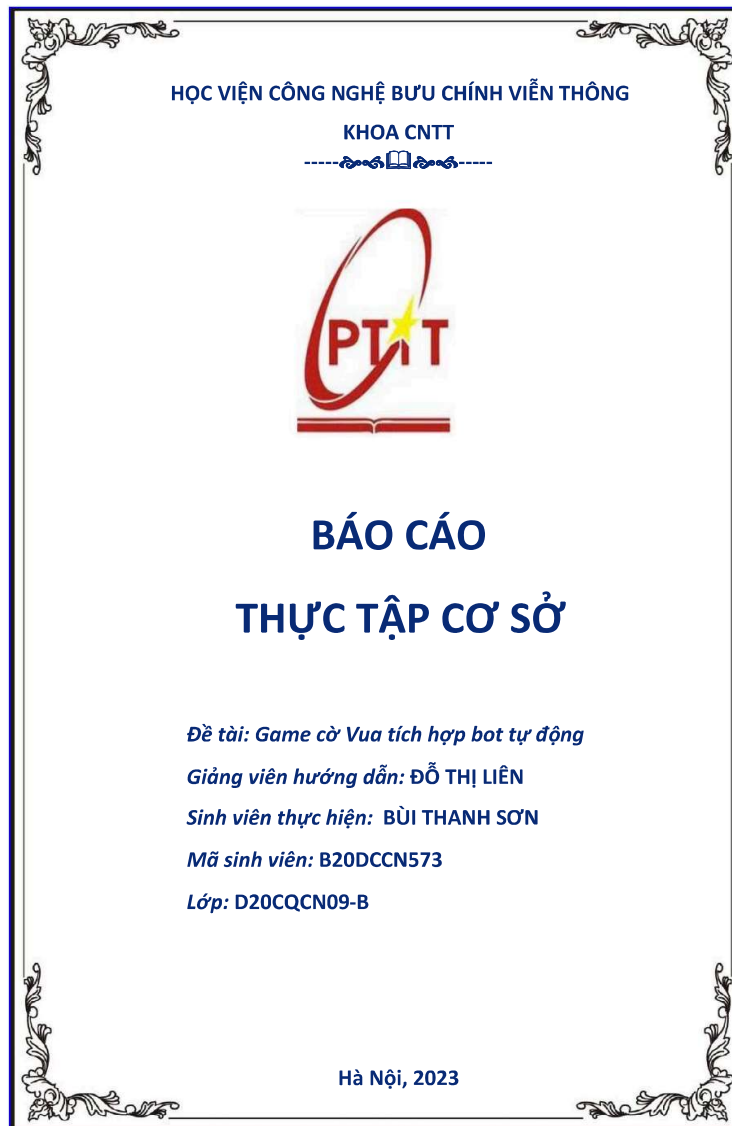 HỌC VIỆN CÔNG NGHỆ BƯU CHÍNH VIỄN THÔNG
KHOA CNTT
PTIT
BÁO CÁO
THỰC TẬP CƠ SỞ
Đề tài: Game cờ Vua tích hợp bot tự động
Giảng viên hướng dẫn: ĐỖ THỊ LIÊN
Sinh viên thực hiện: BÙI THANH SƠN
Mã sinh viên: B20DCCN573
Lớp: D20CQCN09-B
Hà Nội, 2023